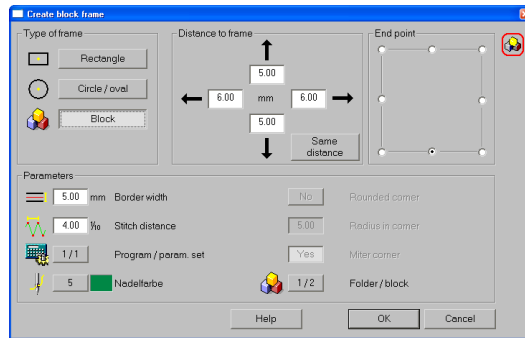 Create block frame
Type of frame
Distance to frame
End point
Rectangle
5.00
Circle / oval
6.00 mm 6.00
Block
5.00
Same distance
Parameters
5.00 mm Border width
No Rounded corner
4.00 1/10 Stitch distance
5.00 Radius in corner
1/1 Program / param. set
Yes Miter corner
5 Nadelfarbe
1/2 Folder / block
Help
OK
Cancel